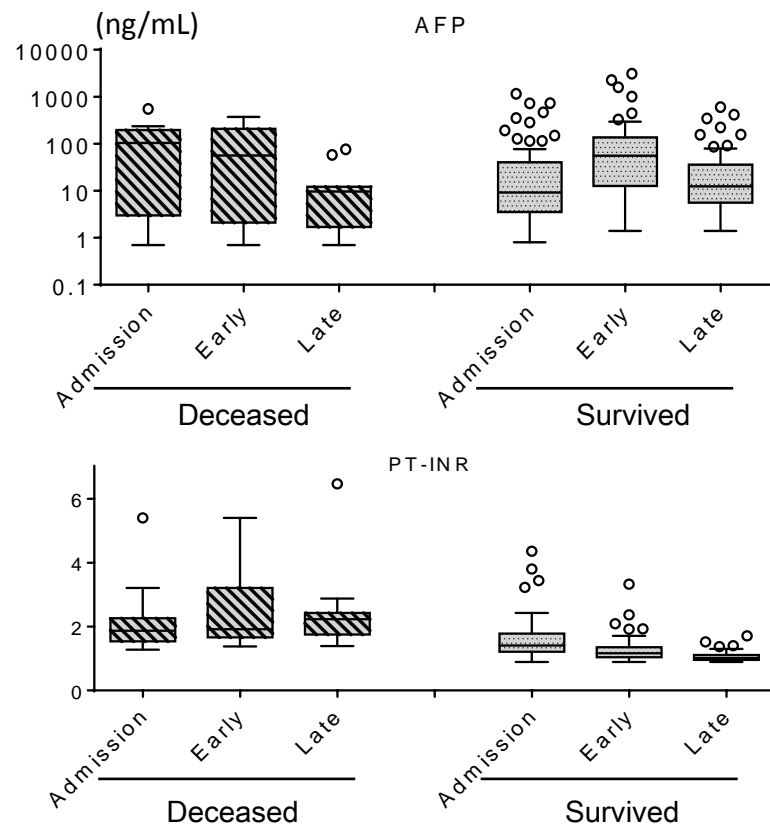 (ng/mL)
AFP
10000
1000
100
10
1
0.1
Admission Early Late Admission Early Late
Deceased Survived
PT-INR
6
4
2
0
Admission Early Late Admission Early Late
Deceased Survived